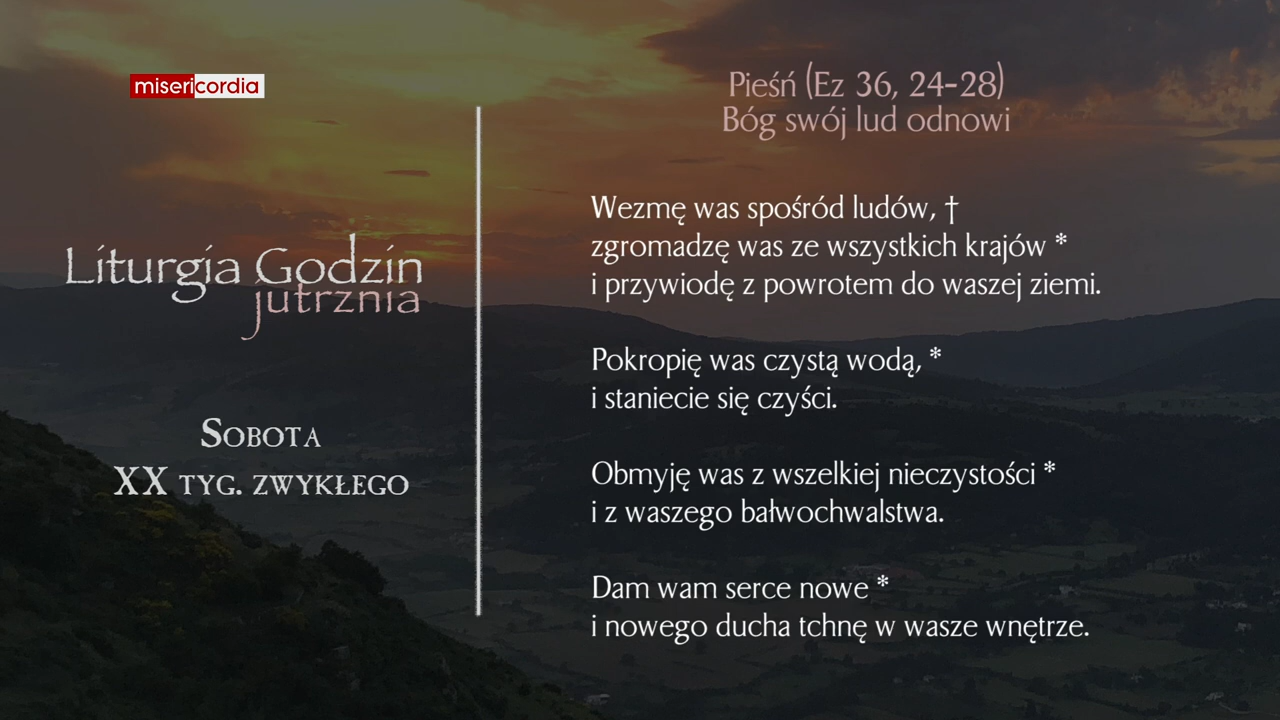 misericordia
Liturgia Godzin
jutrznia
Sobota
XX tyg. zwykłego
Pieśń (Ez 36, 24-28)
Bóg swój lud odnowi
Wezmę was spośród ludów, †
zgromadzę was ze wszystkich krajów *
i przywiodę z powrotem do waszej ziemi.
Pokropię was czystą wodą, *
i staniecie się czyści.
Obmyję was z wszelkiej nieczystości *
i z waszego bałwochwalstwa.
Dam wam serce nowe *
i nowego ducha tchnę w wasze wnętrze.